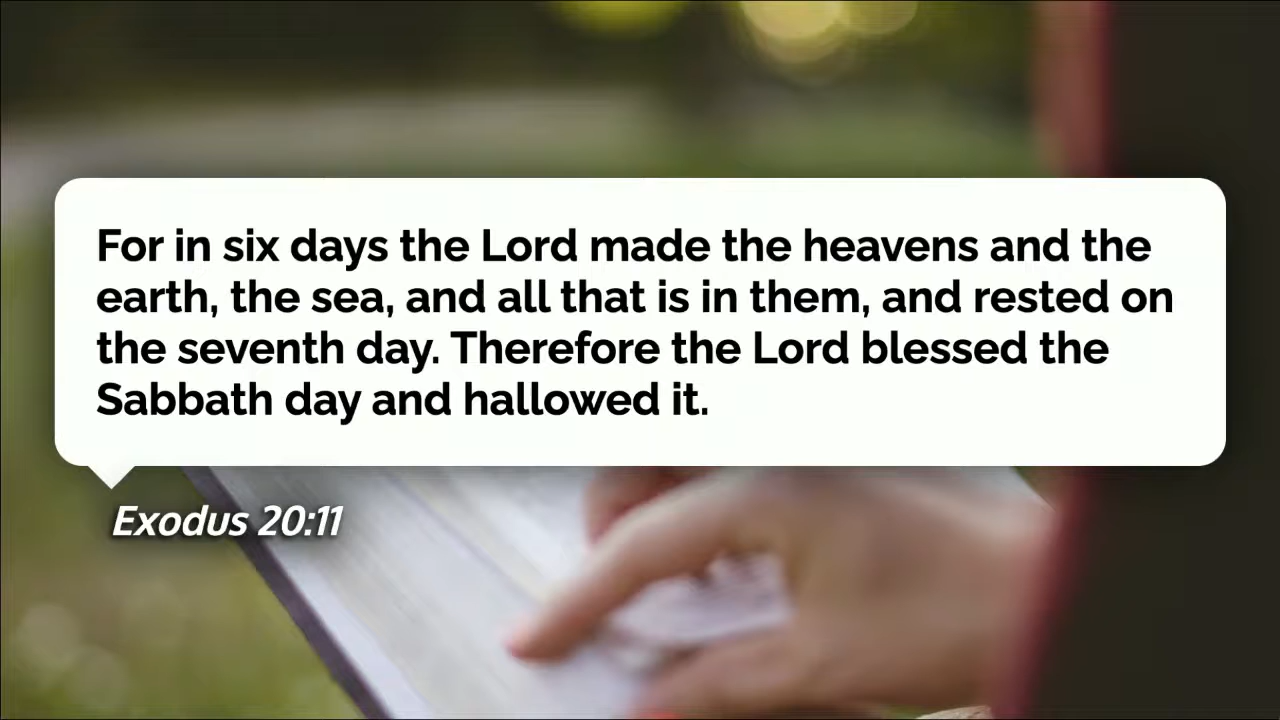 For in six days the Lord made the heavens and the
earth, the sea, and all that is in them, and rested on
the seventh day. Therefore the Lord blessed the
Sabbath day and hallowed it.
Exodus 20:11